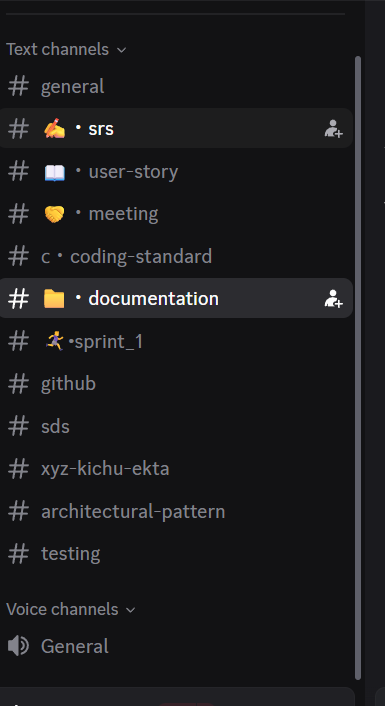 Text channels
# general
# ✍️・srs
# 📖・user-story
# 🤝・meeting
# c・coding-standard
# 📁・documentation
# 🏃‍♀️•sprint_1
# github
# sds
# xyz-kichu-ekta
# architectural-pattern
# testing
Voice channels
General